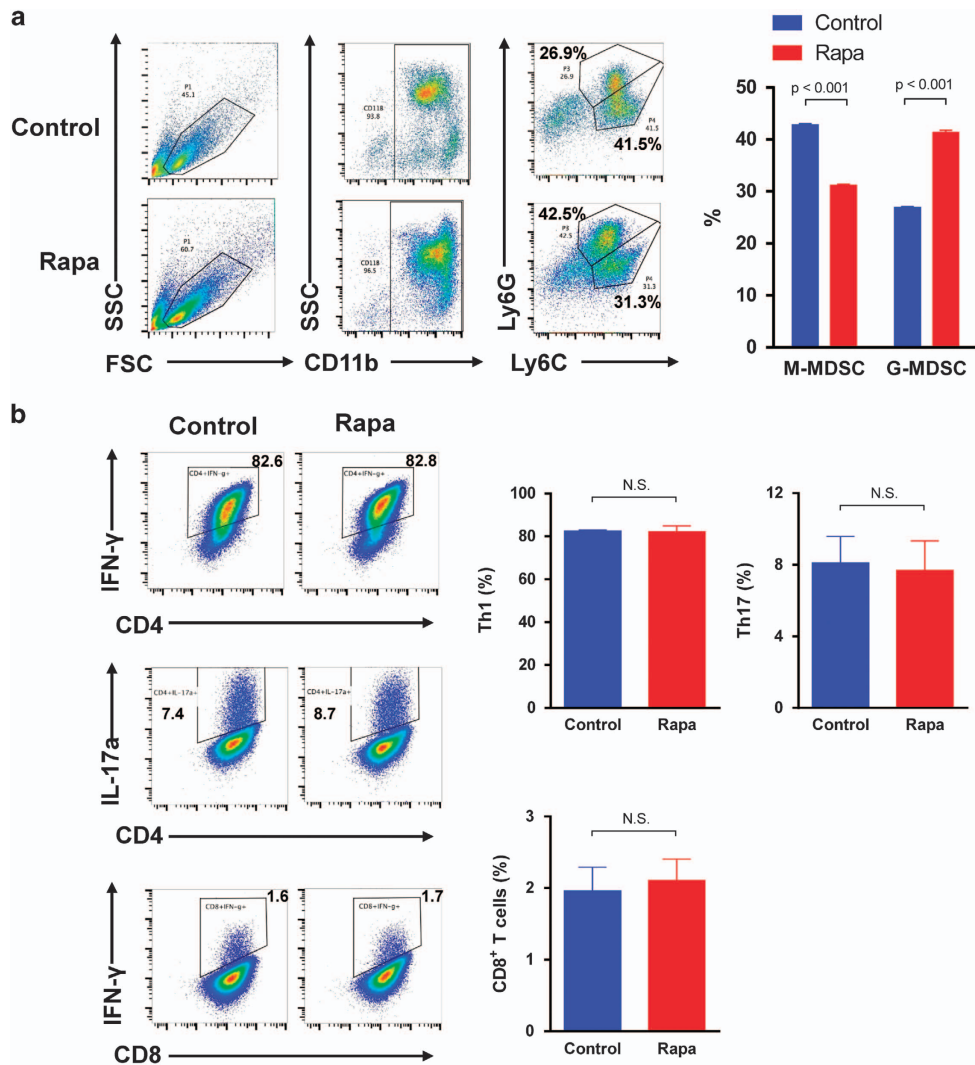 a
Control
Rapa
SSC
FSC
P1
45.1
P1
60.7
SSC
CD11b
CD11B
93.8
CD11B
96.5
Ly6G
Ly6C
26.9%
P3
26.9
P4
41.5
41.5%
42.5%
P3
42.5
P4
31.3
31.3%
Control
Rapa
p < 0.001
p < 0.001
%
50
40
30
20
10
0
M-MDSC
G-MDSC
b
Control
Rapa
IFN-γ
CD4
82.6
CD4+IFN-g+
82.8
CD4+IFN-g+
IL-17a
CD4
CD4+IL-17a+
7.4
CD4+IL-17a+
8.7
IFN-γ
CD8
1.6
CD8+IFN-g+
1.7
CD8+IFN-g+
Th1 (%)
100
80
60
40
20
0
N.S.
Control
Rapa
Th17 (%)
12
8
4
0
N.S.
Control
Rapa
CD8+ T cells (%)
3
2
1
0
N.S.
Control
Rapa